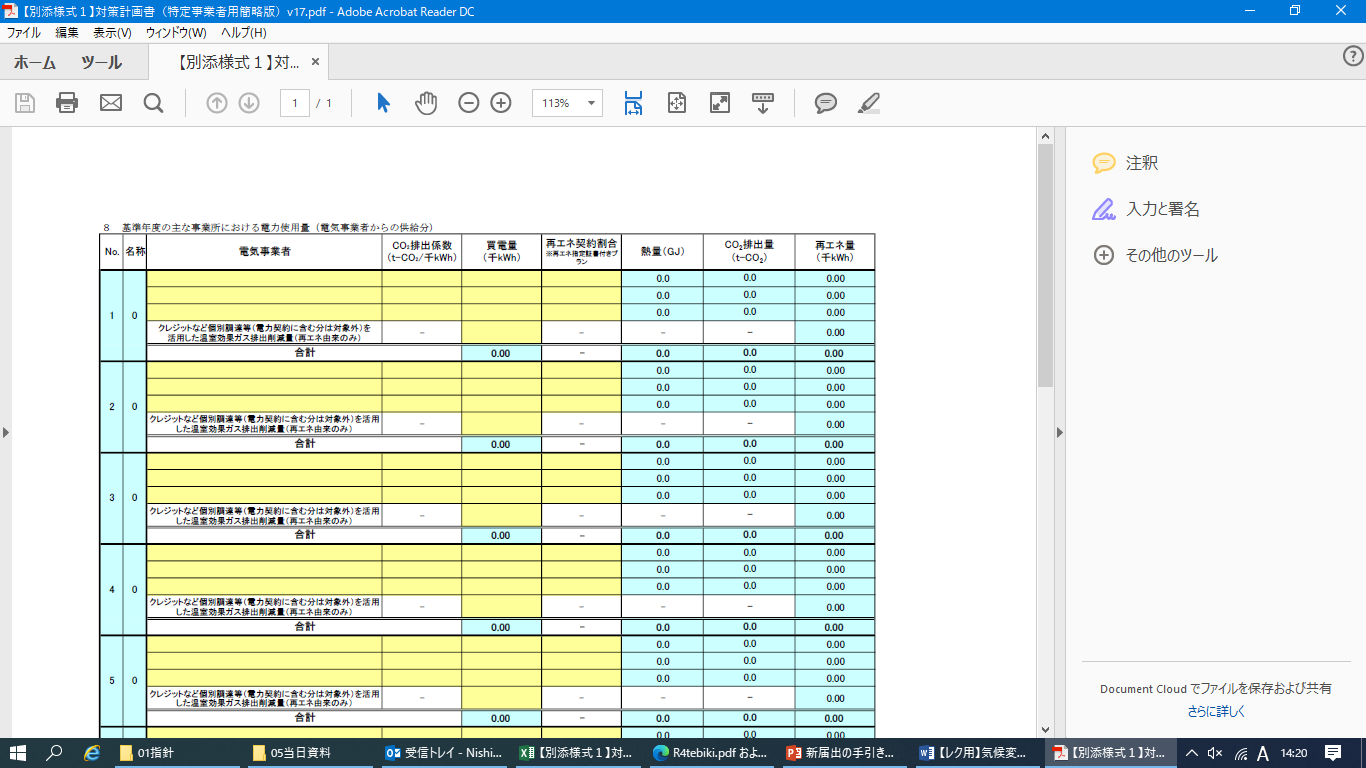 【別添様式１】対策計画書（特定事業者用簡略版）v17.pdf - Adobe Acrobat Reader DC
ファイル 編集 表示(V) ウィンドウ(W) ヘルプ(H)
ホーム ツール 【別添様式１】対... ×
1 / 1 113%
注釈
入力と署名
その他のツール
8 基準年度の主な事業所における電力使用量（電気事業者からの供給分）
No. 名称 電気事業者 CO₂排出係数 （t-CO₂/千kWh） 買電量 （千kWh） 再エネ契約割合 ※再エネ指定証書付きプラン 熱量（GJ） CO₂排出量 （t-CO₂） 再エネ量 （千kWh）
0.0 0.0 0.00
0.0 0.0 0.00
1 0 0.0 0.0 0.00
クレジットなど個別調達等（電力契約に含む分は対象外）を
活用した温室効果ガス排出削減量（再エネ由来のみ） － － － － 0.00
合計 0.00 － 0.0 0.0 0.00
0.0 0.0 0.00
0.0 0.0 0.00
2 0 0.0 0.0 0.00
クレジットなど個別調達等（電力契約に含む分は対象外）を活用
した温室効果ガス排出削減量（再エネ由来のみ） － － － － 0.00
合計 0.00 － 0.0 0.0 0.00
0.0 0.0 0.00
0.0 0.0 0.00
3 0 0.0 0.0 0.00
クレジットなど個別調達等（電力契約に含む分は対象外）を活用
した温室効果ガス排出削減量（再エネ由来のみ） － － － － 0.00
合計 0.00 － 0.0 0.0 0.00
0.0 0.0 0.00
0.0 0.0 0.00
4 0 0.0 0.0 0.00
クレジットなど個別調達等（電力契約に含む分は対象外）を活用
した温室効果ガス排出削減量（再エネ由来のみ） － － － － 0.00
合計 0.00 － 0.0 0.0 0.00
0.0 0.0 0.00
0.0 0.0 0.00
5 0 0.0 0.0 0.00
クレジットなど個別調達等（電力契約に含む分は対象外）を活用
した温室効果ガス排出削減量（再エネ由来のみ） － － － － 0.00
合計 0.00 － 0.0 0.0 0.00
0.0 0.0 0.00
Document Cloud でファイルを保存および共有
さらに詳しく
01指針 05当日資料 受信トレイ - Nishi... 【別添様式１】対... R4tebiki.pdf およ... 新届出の手引き... 【レク用】気候変... 【別添様式１】対... A 14:20